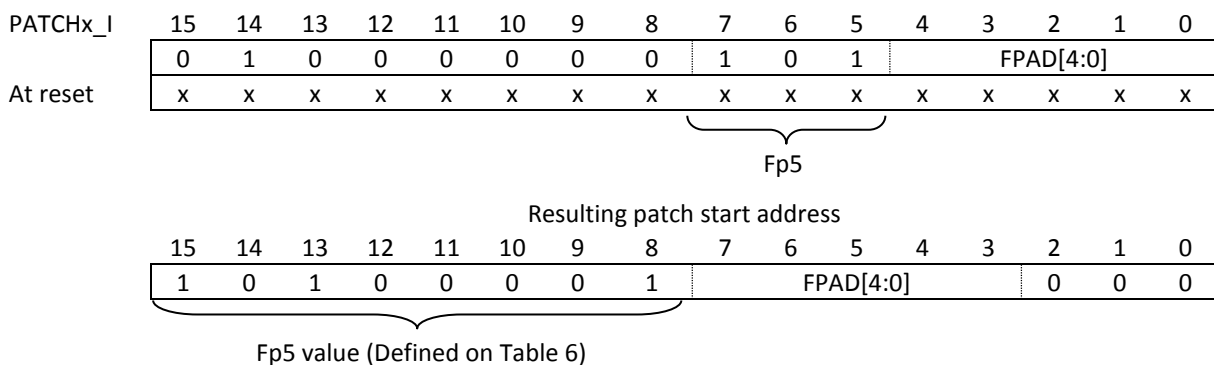 PATCHx_I 15 14 13 12 11 10 9 8 7 6 5 4 3 2 1 0
0 1 0 0 0 0 0 0 1 0 1 FPAD[4:0]
At reset x x x x x x x x x x x x x x x x
Fp5
Resulting patch start address
15 14 13 12 11 10 9 8 7 6 5 4 3 2 1 0
1 0 1 0 0 0 0 1 FPAD[4:0] 0 0 0
Fp5 value (Defined on Table 6)